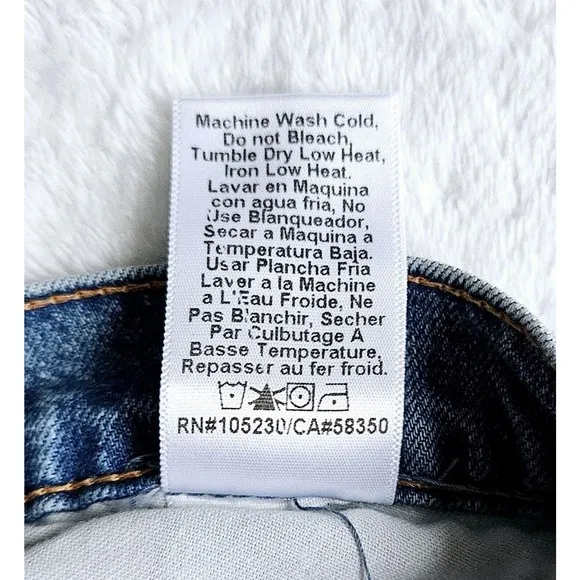 Machine Wash Cold,
Do not Bleach,
Tumble Dry Low Heat,
Iron Low Heat.
Lavar en Maquina
con agua fria, No
Use Blanqueador,
Secar a Maquina a
Temperatura Baja.
Usar Plancha Fria
Laver a la Machine
a L'Eau Froide, Ne
Pas Blanchir, Secher
Par Culbutage A
Basse Temperature,
Repasser au fer froid.
RN#105230/CA#58350